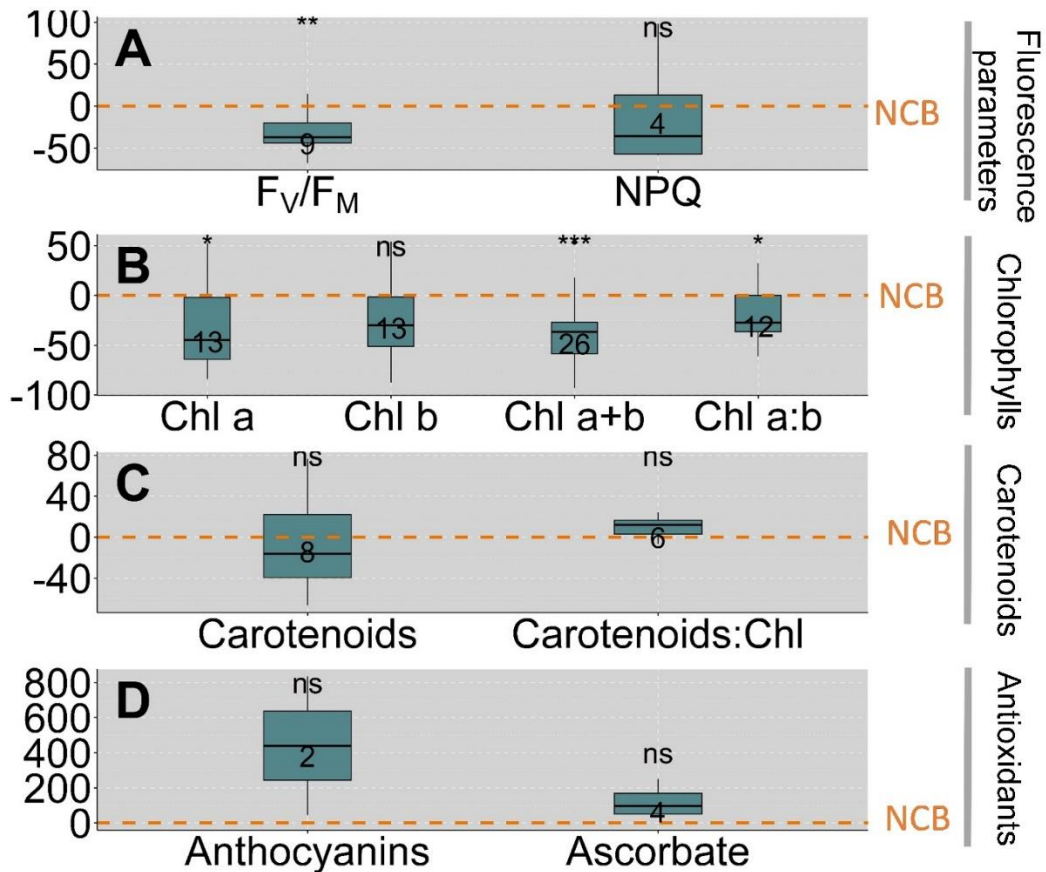 A
100
50
0
-50
**
9
ns
4
NCB
F_V/F_M
NPQ
Fluorescence
parameters
B
50
0
-50
-100
*
13
ns
13
***
26
*
12
NCB
Chl a
Chl b
Chl a+b
Chl a:b
Chlorophylls
C
80
40
0
-40
ns
8
ns
6
NCB
Carotenoids
Carotenoids:Chl
Carotenoids
D
800
600
400
200
0
ns
2
ns
4
NCB
Anthocyanins
Ascorbate
Antioxidants